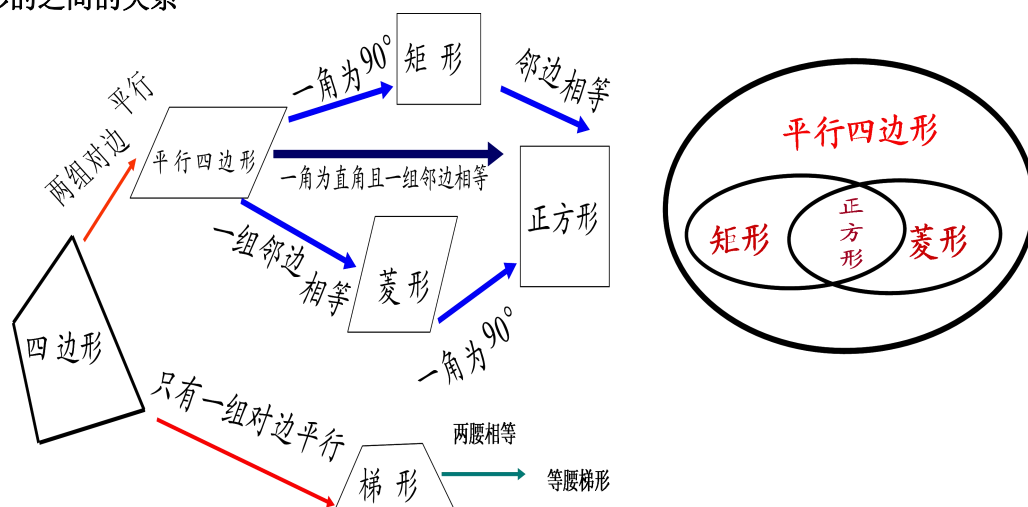 形的之间的关系
两组对边 平行
平行四边形
一角为90°
矩形
邻边相等
一角为直角且一组邻边相等
正方形
一组邻边
相等
菱形
一角为90°
四边形
只有一组对边平行
梯形
两腰相等
等腰梯形
平行四边形
矩形
正方形
菱形